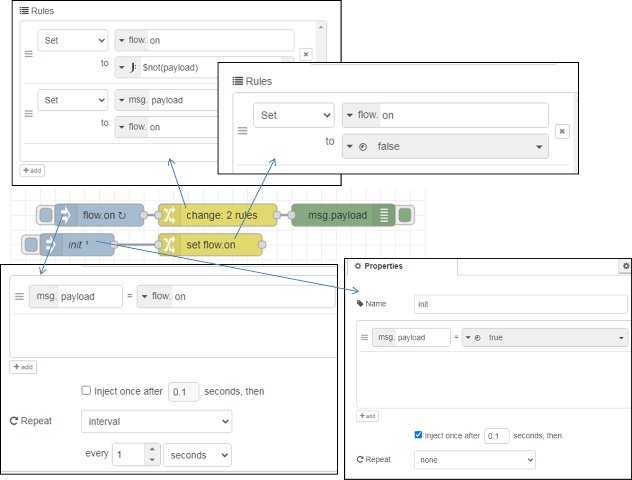 Rules
Set flow. on
to J: $not(payload)
Set msg. payload
to flow. on
add
Rules
Set flow. on
to false
flow.on ↻ change: 2 rules msg.payload
init ¹ set flow.on
msg. payload = flow. on
add
Inject once after 0.1 seconds, then
Repeat interval
every 1 seconds
Properties
Name init
msg. payload = true
add
Inject once after 0.1 seconds, then
Repeat none